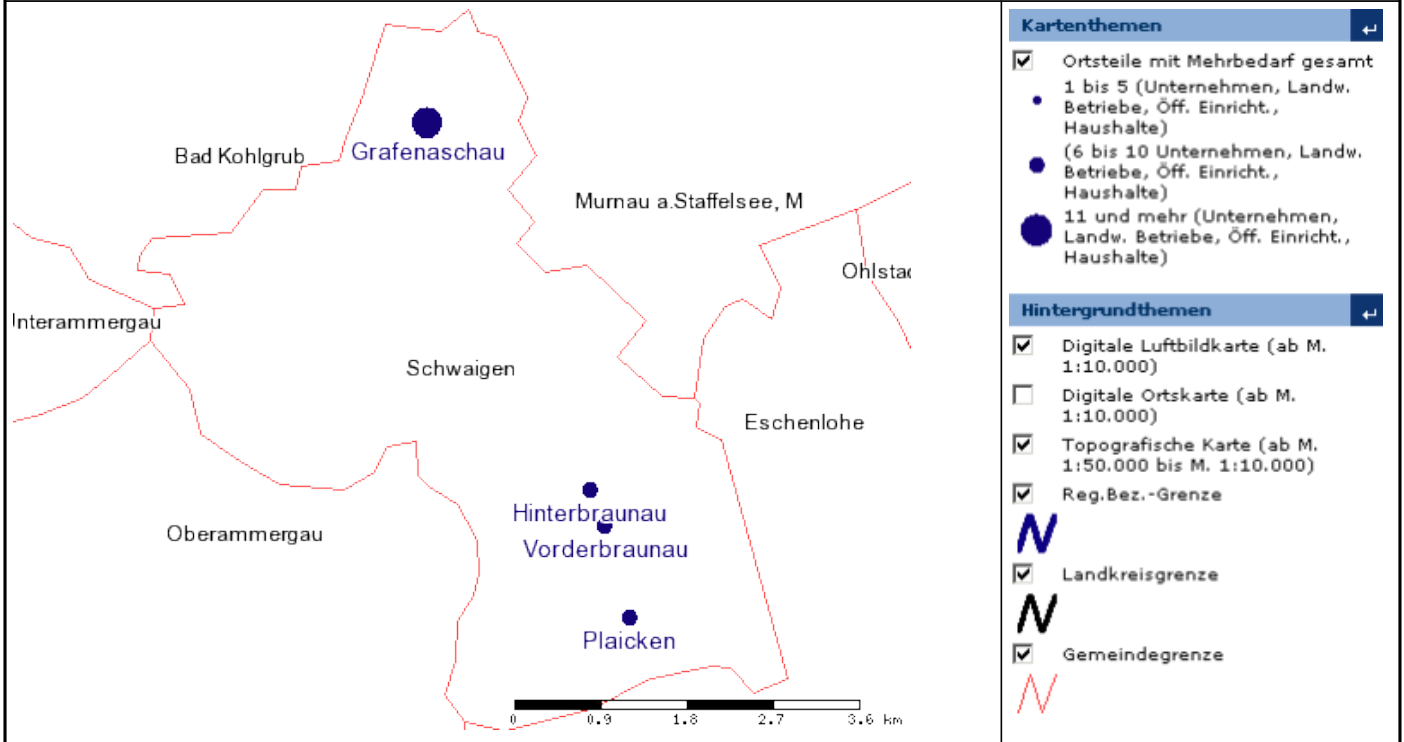 Bad Kohlgrub
Grafenaschau
Murnau a.Staffelsee, M
Ohlstad
Unterammergau
Schwaigen
Eschenlohe
Hinterbraunau
Vorderbraunau
Oberammergau
Plaicken
0 0.9 1.8 2.7 3.6 km
Kartenthemen
Ortsteile mit Mehrbedarf gesamt
1 bis 5 (Unternehmen, Landw.
Betriebe, Öff. Einricht.,
Haushalte)
(6 bis 10 Unternehmen, Landw.
Betriebe, Öff. Einricht.,
Haushalte)
11 und mehr (Unternehmen,
Landw. Betriebe, Öff. Einricht.,
Haushalte)
Hintergrundthemen
Digitale Luftbildkarte (ab M.
1:10.000)
Digitale Ortskarte (ab M.
1:10.000)
Topografische Karte (ab M.
1:50.000 bis M. 1:10.000)
Reg.Bez.-Grenze
Landkreisgrenze
Gemeindegrenze